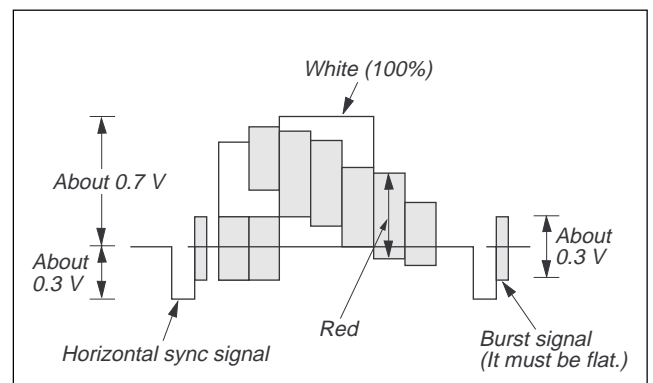 White (100%)
About 0.7 V
About
0.3 V
About
0.3 V
Red
Horizontal sync signal
Burst signal
(It must be flat.)